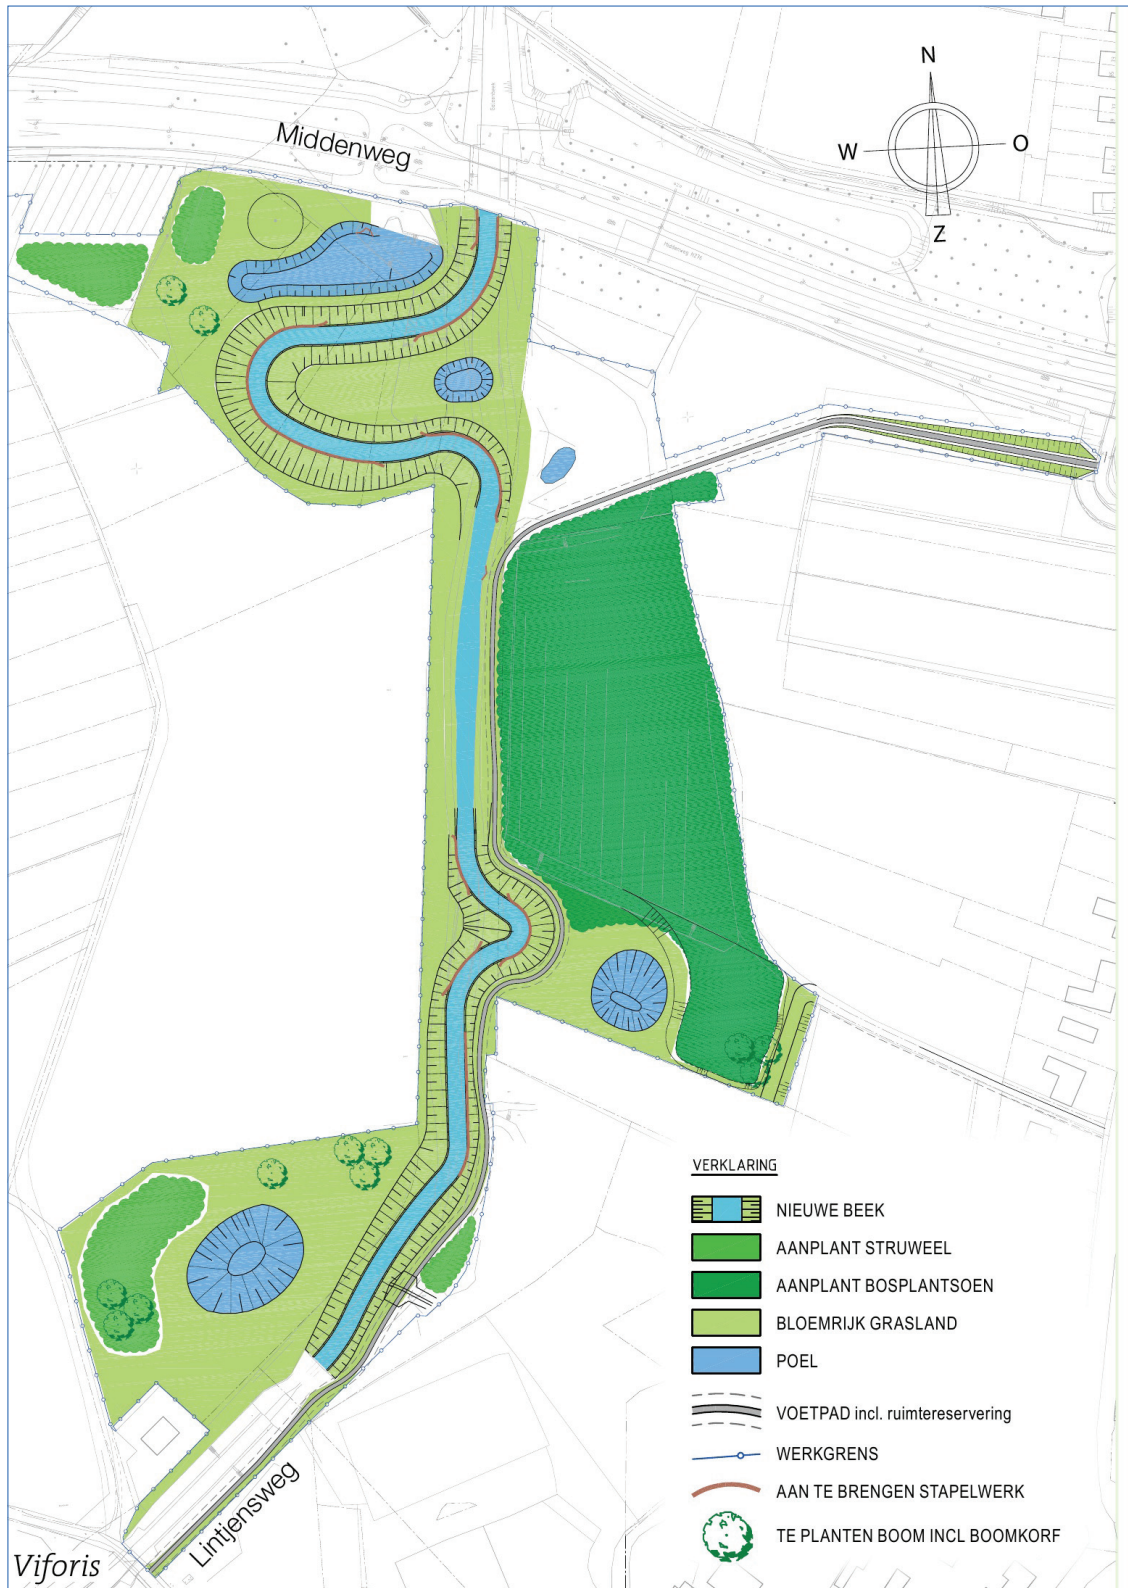 N
Middenweg
W
O
Z
VERKLARING
NIEUWE BEEK
AANPLANT STRUWEEL
AANPLANT BOSPLANTSOEN
BLOEMRIJK GRASLAND
POEL
VOETPAD incl. ruimtereservering
WERKGRENS
AAN TE BRENGEN STAPELWERK
TE PLANTEN BOOM INCL BOOMKORF
Lintjensweg
Viforis